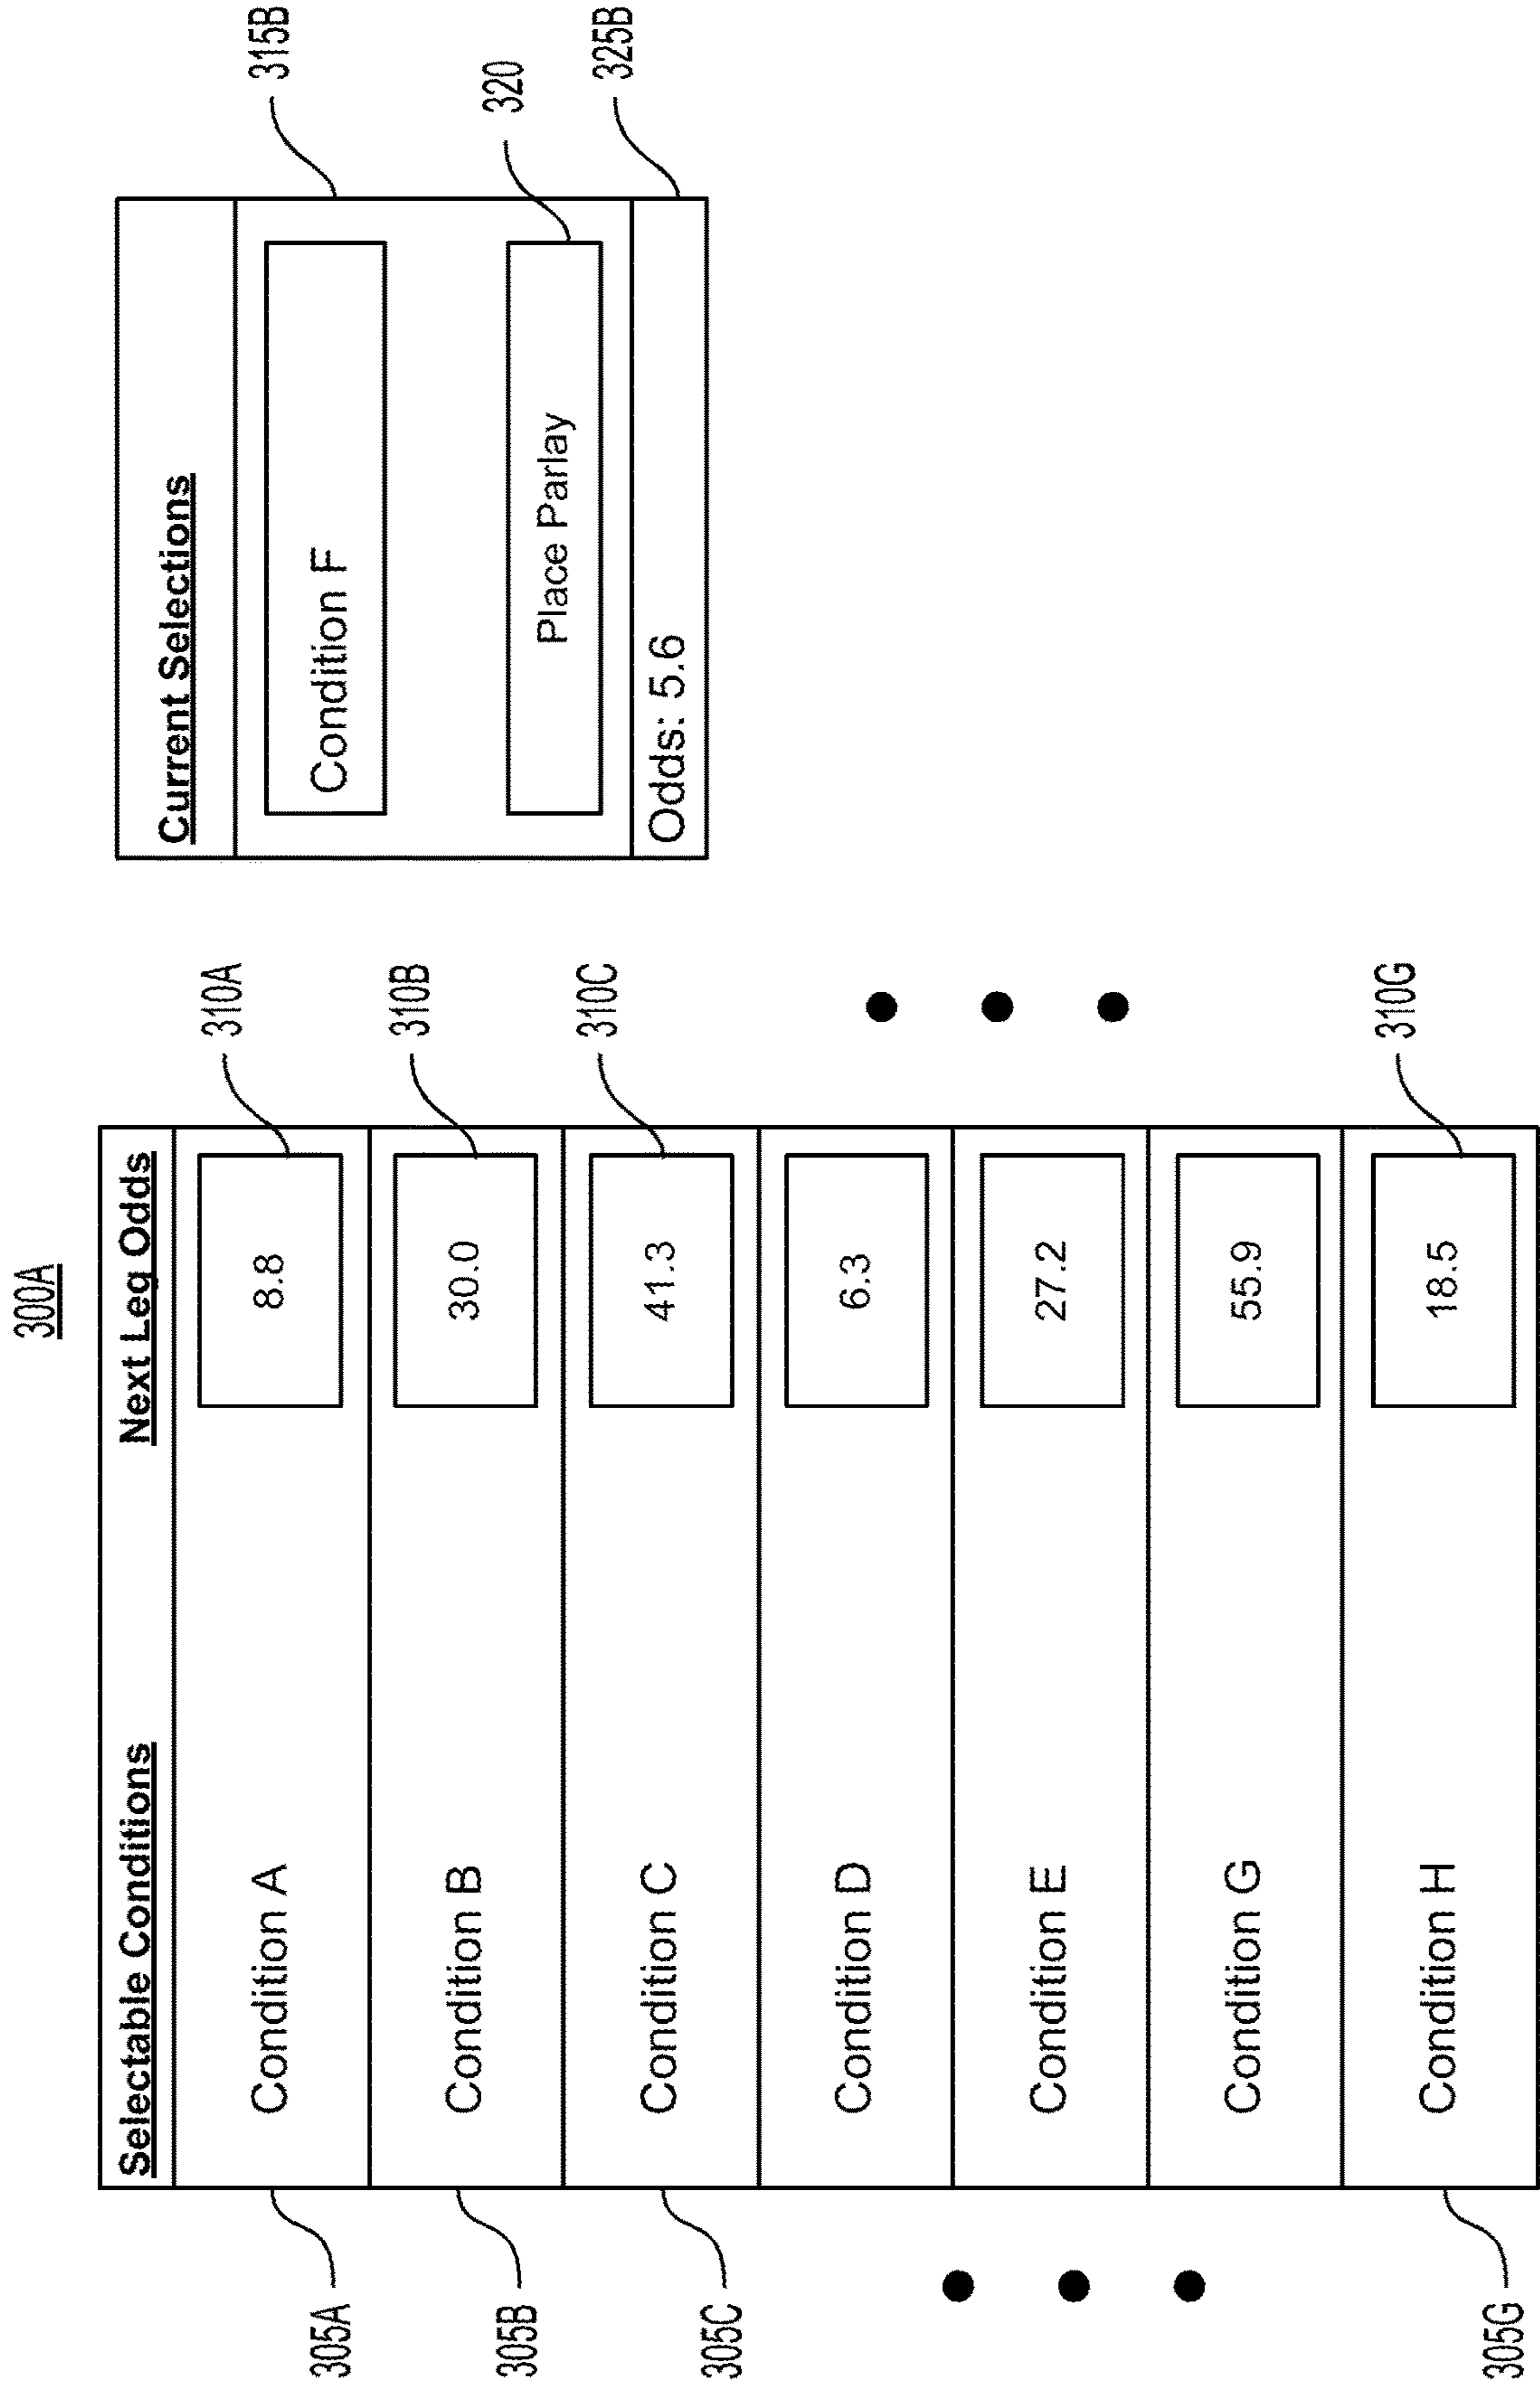 300A
Selectable Conditions Next Leg Odds
305A Condition A 8.8 310A
305B Condition B 30.0 310B
305C Condition C 41.3 310C
Condition D 6.3
Condition E 27.2
Condition G 55.9
305G Condition H 18.5 310G
Current Selections
Condition F 315B
Place Parlay 320
Odds: 5.6 325B